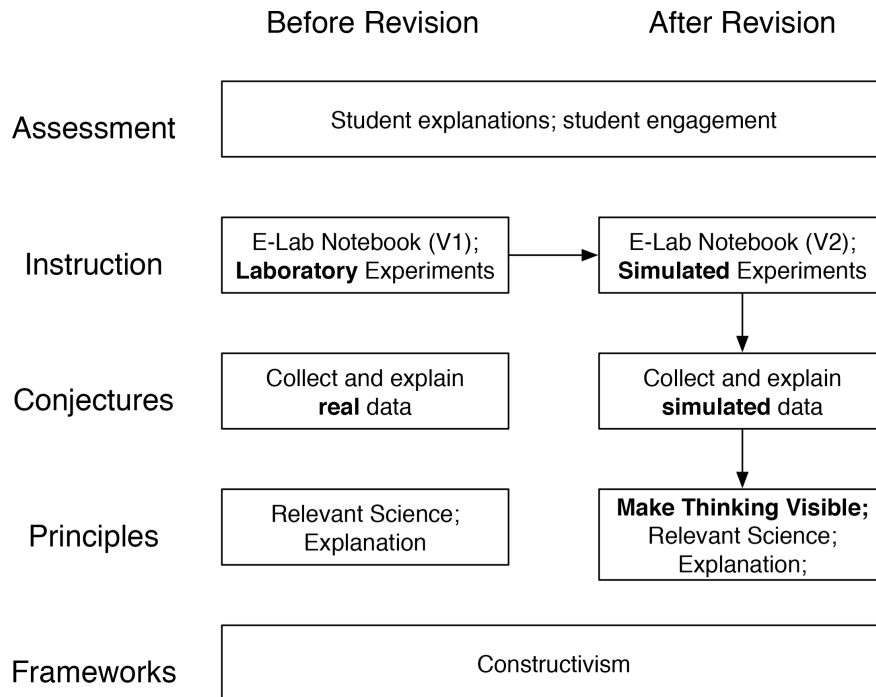 Before Revision
After Revision
Assessment
Student explanations; student engagement
Instruction
E-Lab Notebook (V1);
Laboratory Experiments
E-Lab Notebook (V2);
Simulated Experiments
Conjectures
Collect and explain
real data
Collect and explain
simulated data
Principles
Relevant Science;
Explanation
Make Thinking Visible;
Relevant Science;
Explanation;
Frameworks
Constructivism